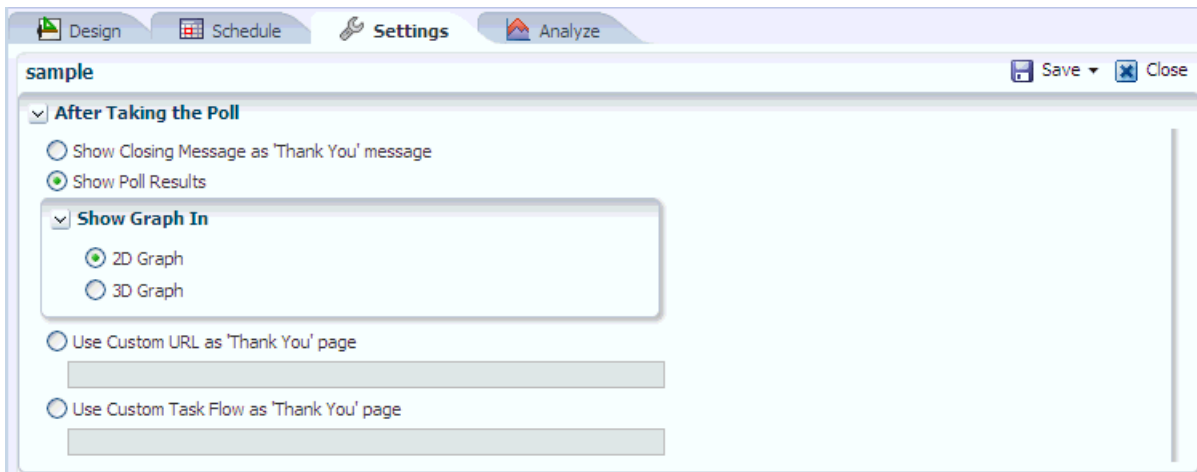 Design Schedule Settings Analyze
sample Save Close
After Taking the Poll
Show Closing Message as 'Thank You' message
Show Poll Results
Show Graph In
2D Graph
3D Graph
Use Custom URL as 'Thank You' page
Use Custom Task Flow as 'Thank You' page